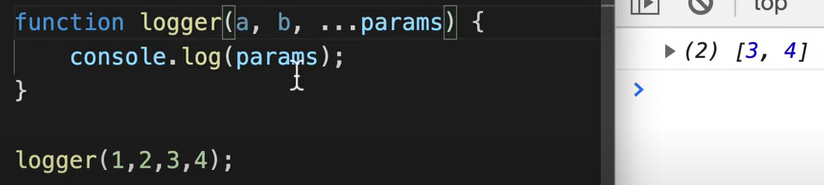 function logger(a, b, ...params) {
    console.log(params);
}
logger(1,2,3,4);
top
(2) [3, 4]